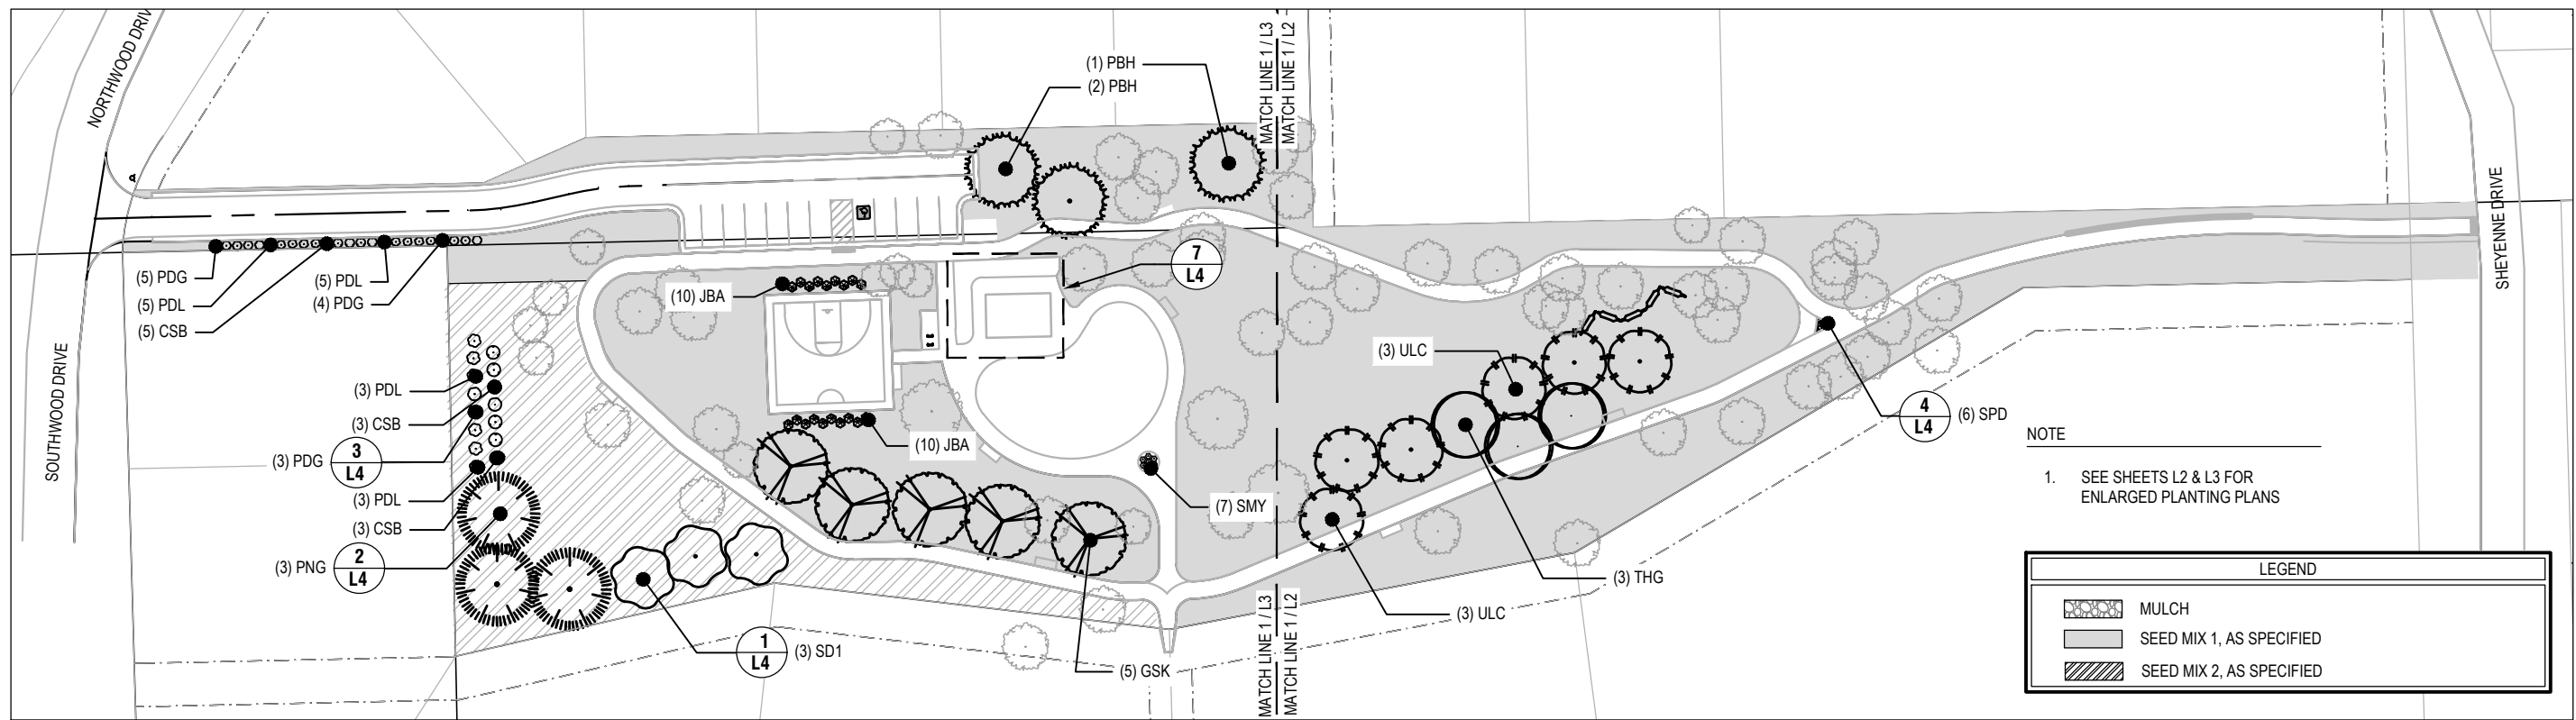 NORTHWOOD DRIVE
SOUTHWOOD DRIVE
SHEYENNE DRIVE
MATCH LINE 1 / L3
MATCH LINE 1 / L2
(1) PBH
(2) PBH
(5) PDG
(5) PDL
(5) CSB
(5) PDL
(4) PDG
(10) JBA
7
L4
(3) PDL
(3) CSB
(3) PDG
3
L4
(3) PDL
(3) CSB
(3) PNG
2
L4
(10) JBA
(7) SMY
(3) ULC
4
L4
(6) SPD
(3) THG
(3) ULC
1
L4
(3) SD1
(5) GSK
MATCH LINE 1 / L3
MATCH LINE 1 / L2
NOTE
1. SEE SHEETS L2 & L3 FOR
ENLARGED PLANTING PLANS
LEGEND
MULCH
SEED MIX 1, AS SPECIFIED
SEED MIX 2, AS SPECIFIED